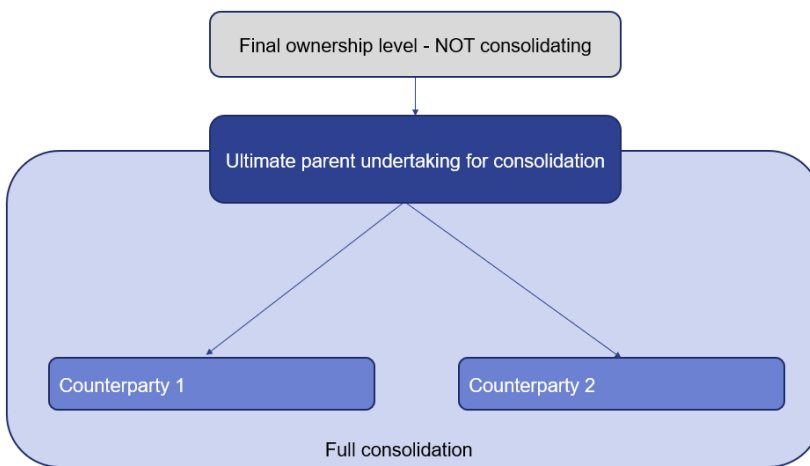 Final ownership level - NOT consolidating
Ultimate parent undertaking for consolidation
Counterparty 1
Counterparty 2
Full consolidation